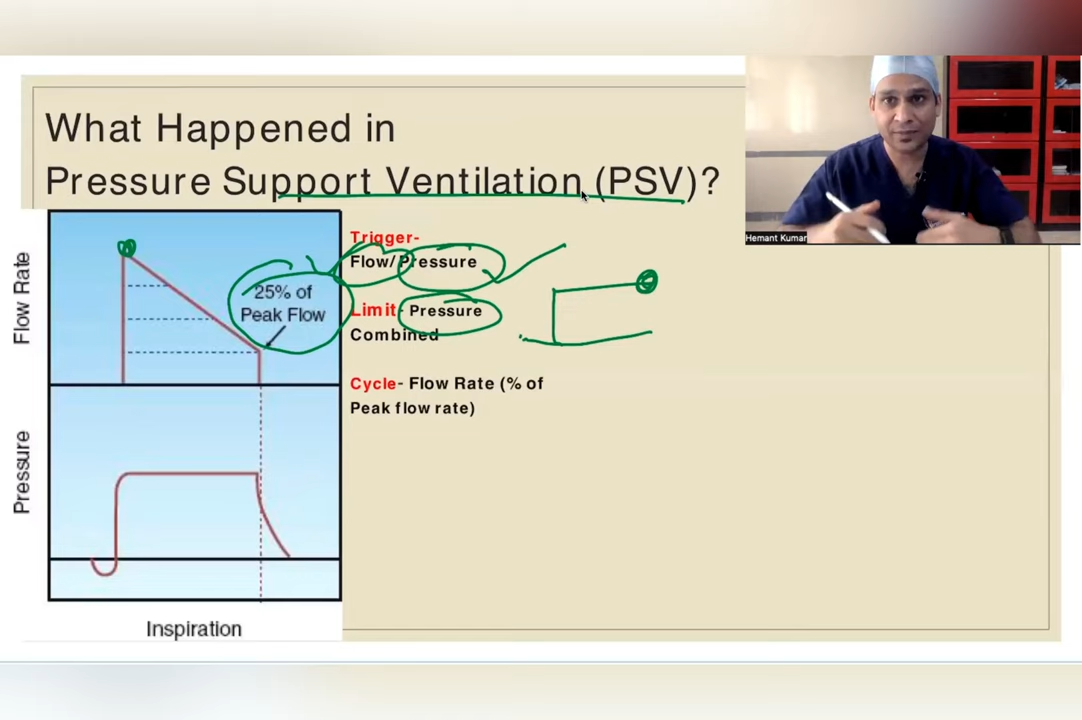 What Happened in
Pressure Support Ventilation (PSV)?
Hemant Kumar
Flow Rate
25% of
Peak Flow
Pressure
Inspiration
Trigger-
Flow/Pressure
Limit- Pressure
Combined
Cycle- Flow Rate (% of
Peak flow rate)